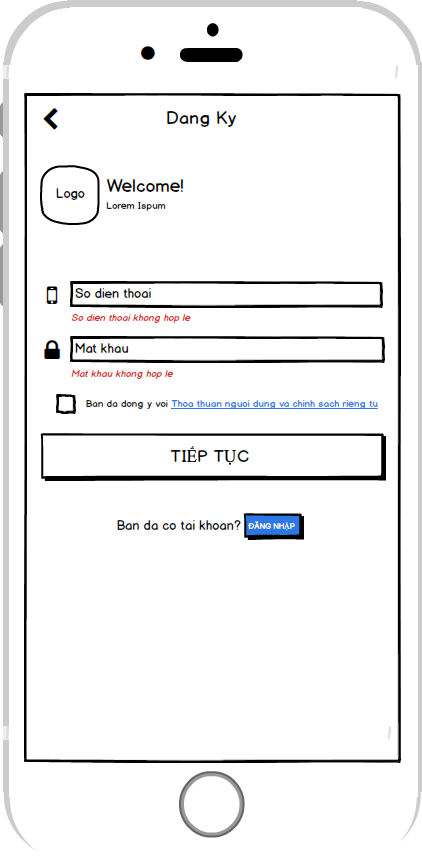 Dang Ky
Logo
Welcome!
Lorem Ispum
So dien thoai
So dien thoai khong hop le
Mat khau
Mat khau khong hop le
Ban da dong y voi Thoa thuan nguoi dung va chinh sach rieng tu
TIẾP TỤC
Ban da co tai khoan? ĐĂNG NHẬP